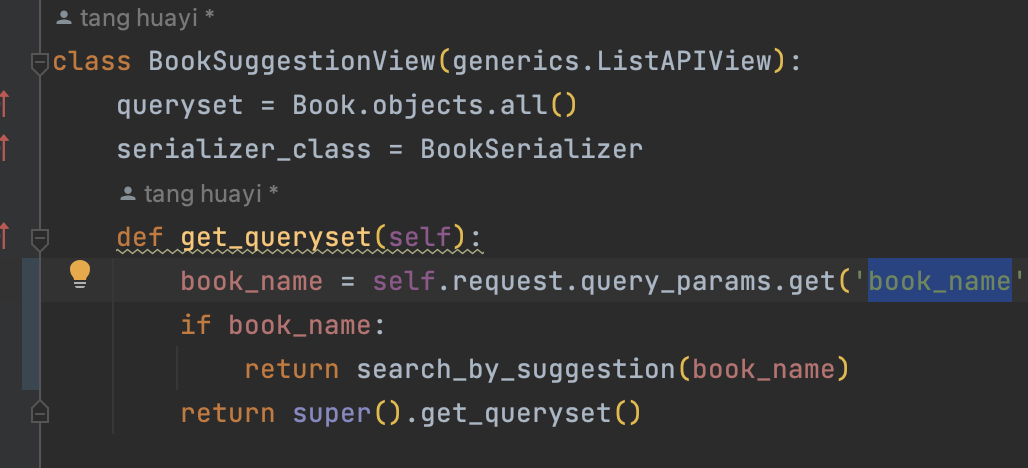 tang huayi *
class BookSuggestionView(generics.ListAPIView):
    queryset = Book.objects.all()
    serializer_class = BookSerializer
    tang huayi *
    def get_queryset(self):
        book_name = self.request.query_params.get('book_name'
        if book_name:
            return search_by_suggestion(book_name)
        return super().get_queryset()